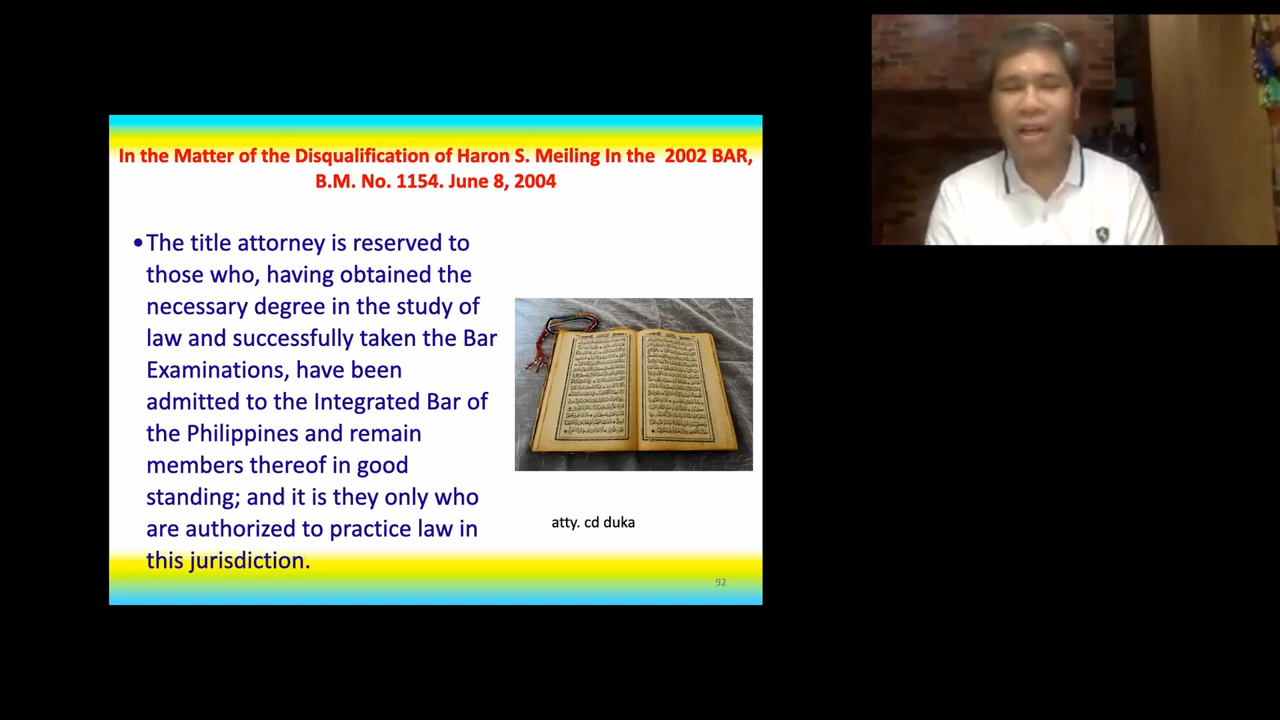 In the Matter of the Disqualification of Haron S. Meiling In the  2002 BAR,
B.M. No. 1154. June 8, 2004
•The title attorney is reserved to
those who, having obtained the
necessary degree in the study of
law and successfully taken the Bar
Examinations, have been
admitted to the Integrated Bar of
the Philippines and remain
members thereof in good
standing; and it is they only who
are authorized to practice law in
this jurisdiction.
atty. cd duka
92